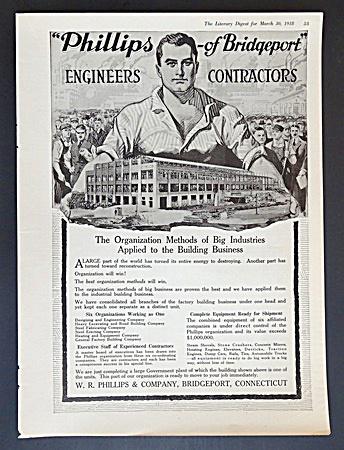 The Literary Digest for March 30, 1918 53
"Phillips -of Bridgeport"
ENGINEERS CONTRACTORS
The Organization Methods of Big Industries
Applied to the Building Business
A LARGE part of the world has turned its entire energy to destroying. Another part has
turned toward reconstruction.
Organization will win!
The best organization methods will win.
The organization methods of big business are proven the best and we have applied them
to the industrial building business.
We have consolidated all branches of the factory building business under one head and
yet kept each one separate as a distinct unit.
Six Organizations Working as One
Designing and Engineering Company
Heavy Concreting and Road Building Company
Steel Fabricating Company
Steel Erecting Company
Heating and Equipment Company
General Factory Building Company
Executive Staff of Experienced Contractors
A master board of executives has been drawn into
the Phillips organization from these six co-ordinated
companies. They are contractors and each has been
a conspicuous success in his special line.
Complete Equipment Ready for Shipment
The combined equipment of six affiliated
companies is under direct control of the
Phillips organization and its value exceeds
$1,000,000.
Steam Shovels, Stone Crushers, Concrete Mixers,
Hoisting Engines, Elevators, Derricks, Traction
Engines, Dump Cars, Rails, Ties, Automobile Trucks
—all excellent and ready to do work in a big
way, without loss of time.
We are just completing a large Government plant of which the building shown above is one of
the units. This part of our organization is ready to move to your job immediately.
W. R. PHILLIPS & COMPANY, BRIDGEPORT, CONNECTICUT